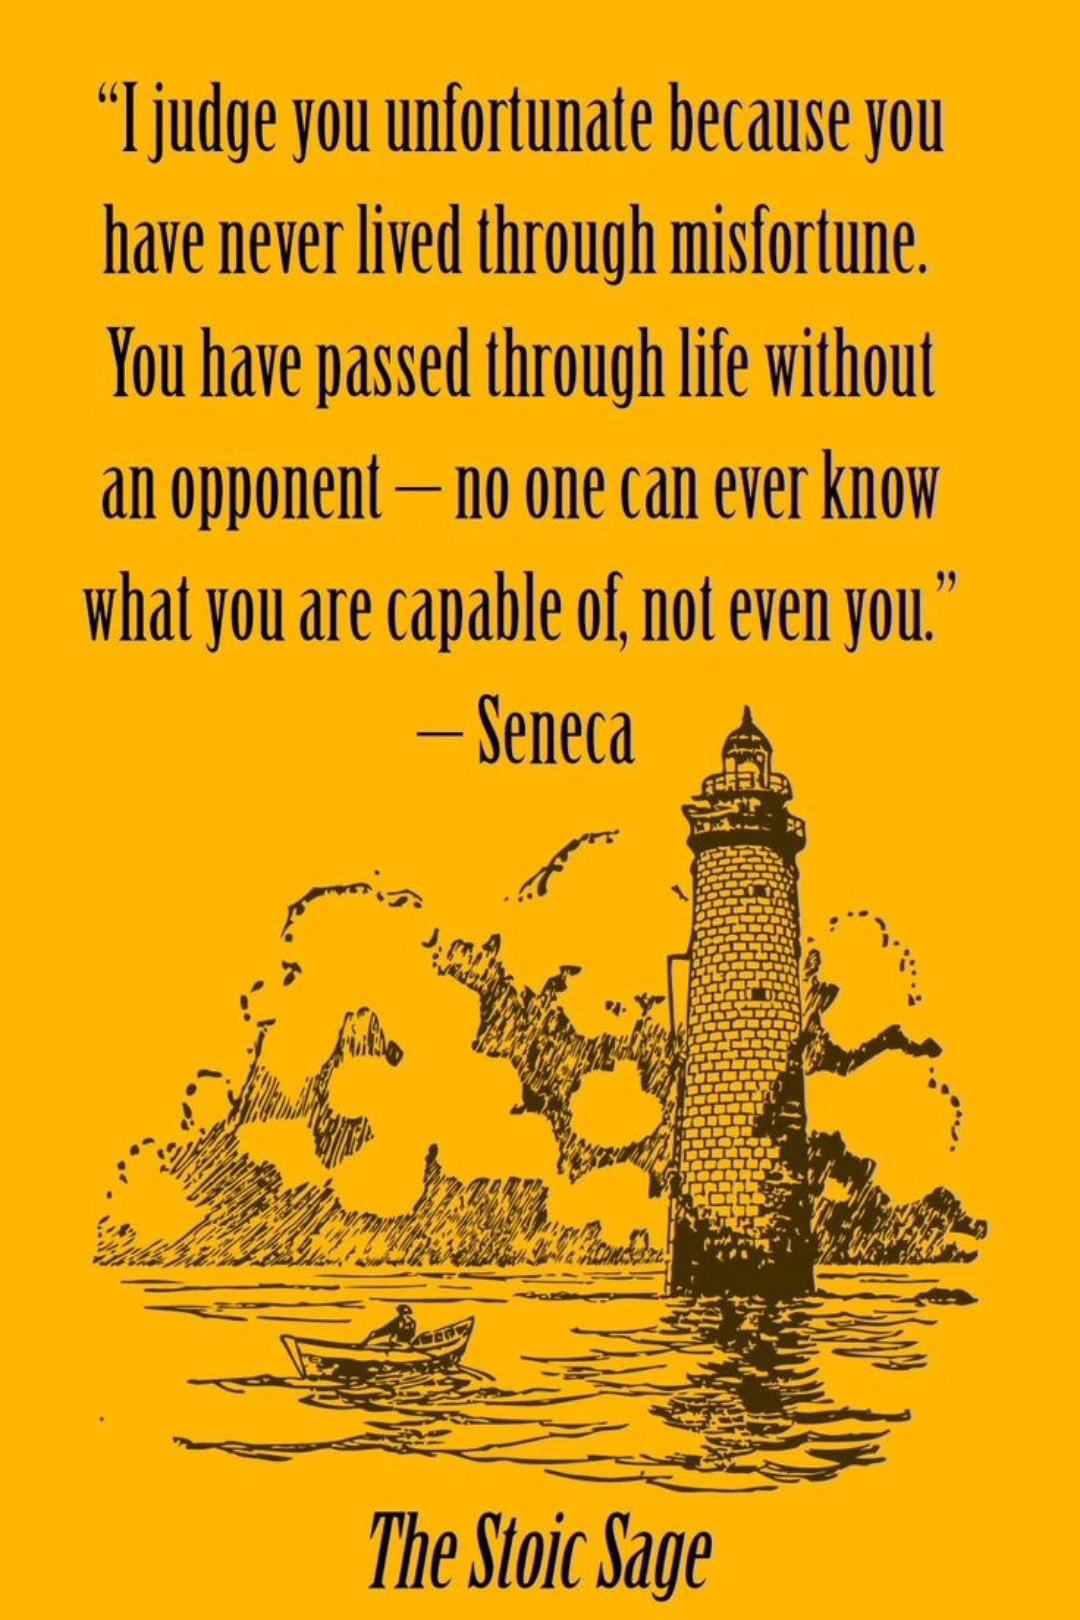 “I judge you unfortunate because you
have never lived through misfortune.
You have passed through life without
an opponent – no one can ever know
what you are capable of, not even you.”
– Seneca
The Stoic Sage